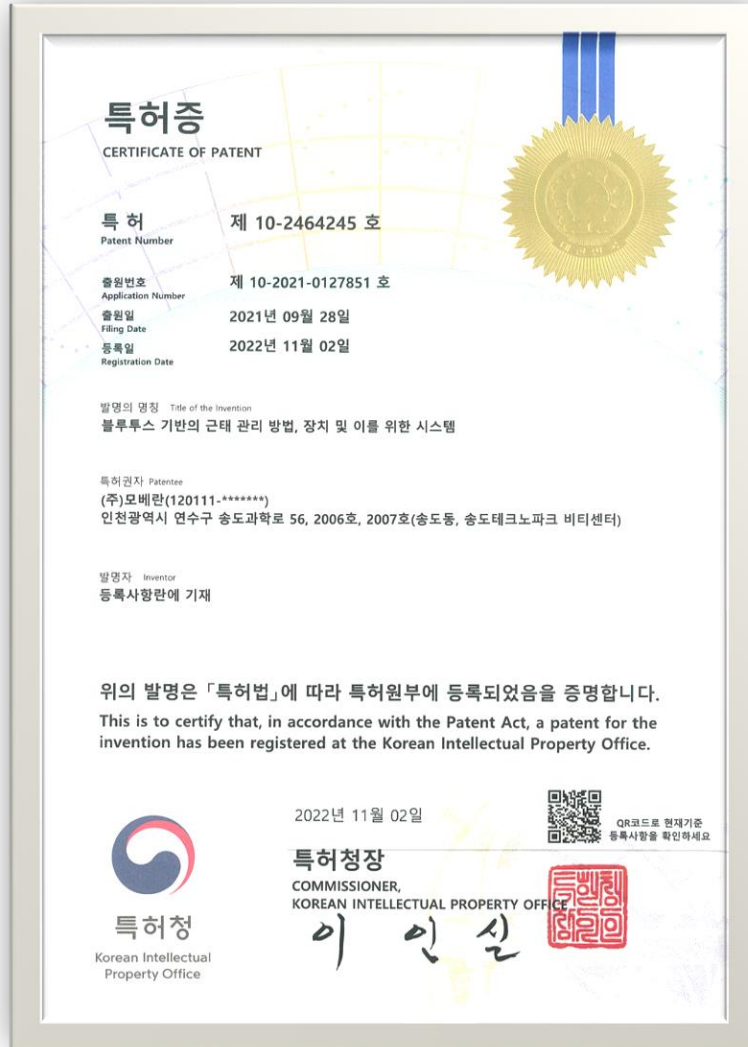 특허증
CERTIFICATE OF PATENT
특 허 제 10-2464245 호
Patent Number
출원번호 제 10-2021-0127851 호
Application Number
출원일 2021년 09월 28일
Filing Date
등록일 2022년 11월 02일
Registration Date
발명의 명칭 Title of the Invention
블루투스 기반의 근태 관리 방법, 장치 및 이를 위한 시스템
특허권자 Patentee
(주)모베란(120111-*******)
인천광역시 연수구 송도과학로 56, 2006호, 2007호(송도동, 송도테크노파크 비티센터)
발명자 Inventor
등록사항란에 기재
위의 발명은 「특허법」에 따라 특허원부에 등록되었음을 증명합니다.
This is to certify that, in accordance with the Patent Act, a patent for the
invention has been registered at the Korean Intellectual Property Office.
2022년 11월 02일
QR코드로 현재기준
등록사항을 확인하세요
특허청장
COMMISSIONER,
KOREAN INTELLECTUAL PROPERTY OFFICE
이 인 실
특허청
Korean Intellectual
Property Office
대한민국